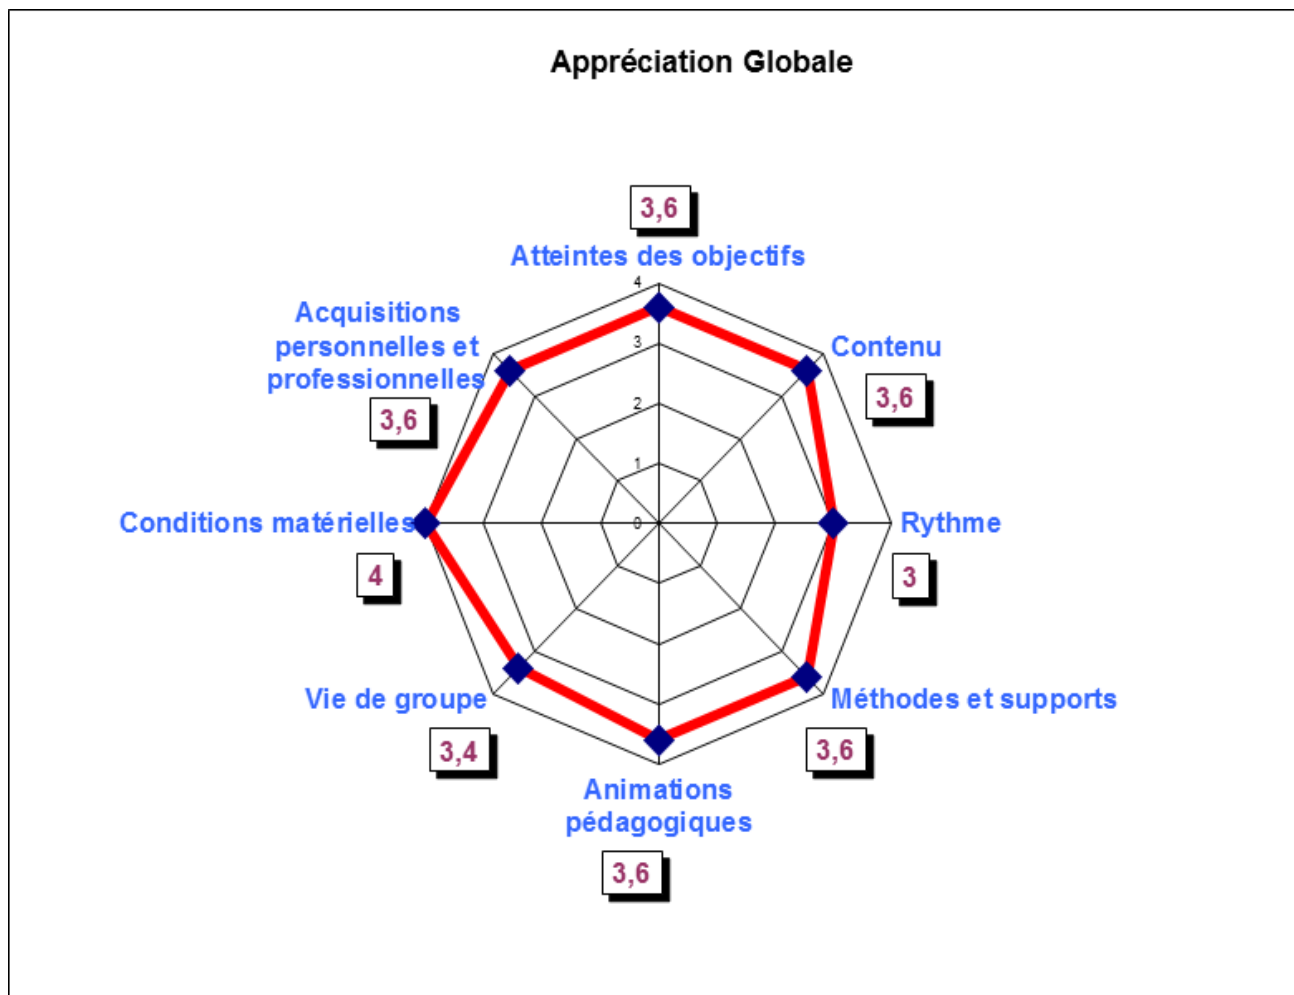 Appréciation Globale
3,6
Atteintes des objectifs
4
3
2
1
0
Contenu
3,6
Rythme
3
Méthodes et supports
3,6
Animations
pédagogiques
3,6
Vie de groupe
3,4
Conditions matérielles
4
Acquisitions
personnelles et
professionnelles
3,6